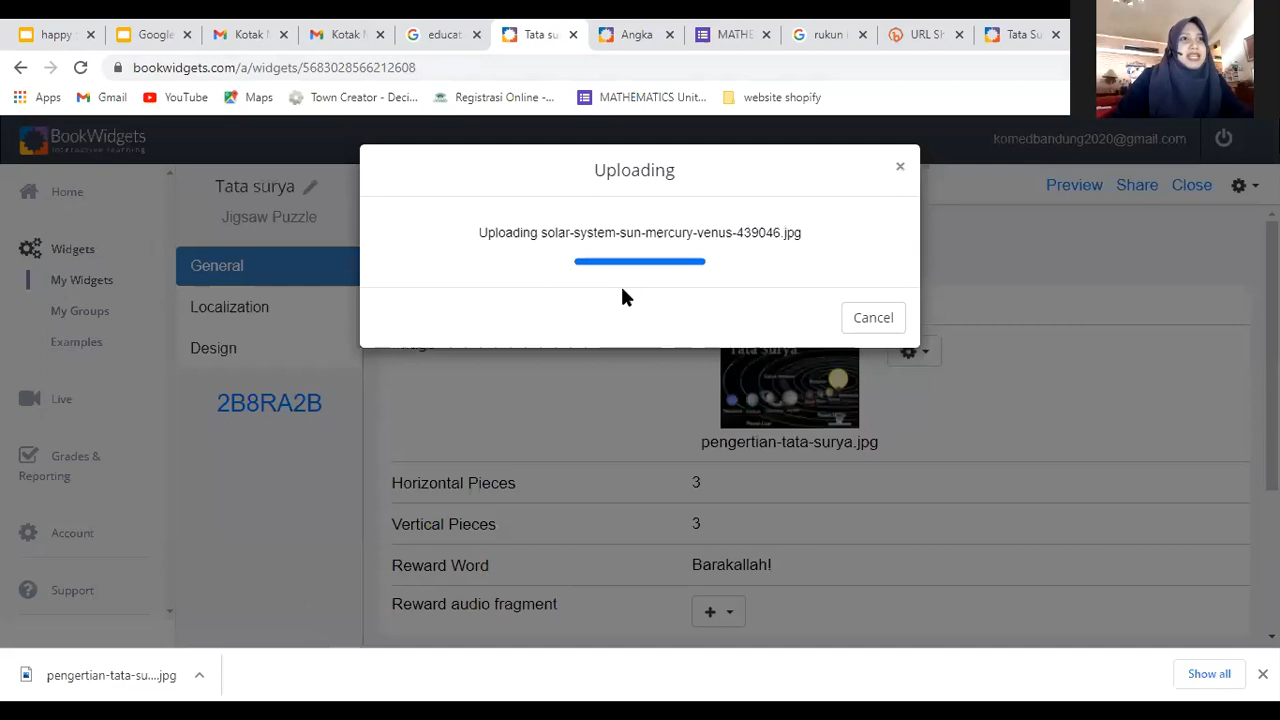 happy
Google
Kotak M
Kotak M
educat
Tata su
Angka
MATHE
rukun i
URL Sh
Tata Su
bookwidgets.com/a/widgets/5683028566212608
Apps
Gmail
YouTube
Maps
Town Creator - Deci...
Registrasi Online -...
MATHEMATICS Unit...
website shopify
BookWidgets
interactive learning
komedbandung2020@gmail.com
Home
Widgets
My Widgets
My Groups
Examples
Live
Grades &
Reporting
Account
Support
Tata surya
Jigsaw Puzzle
Preview
Share
Close
General
Localization
Design
2B8RA2B
Uploading
×
Uploading solar-system-sun-mercury-venus-439046.jpg
Cancel
Tata Surya
pengertian-tata-surya.jpg
Horizontal Pieces
3
Vertical Pieces
3
Reward Word
Barakallah!
Reward audio fragment
pengertian-tata-su....jpg
Show all